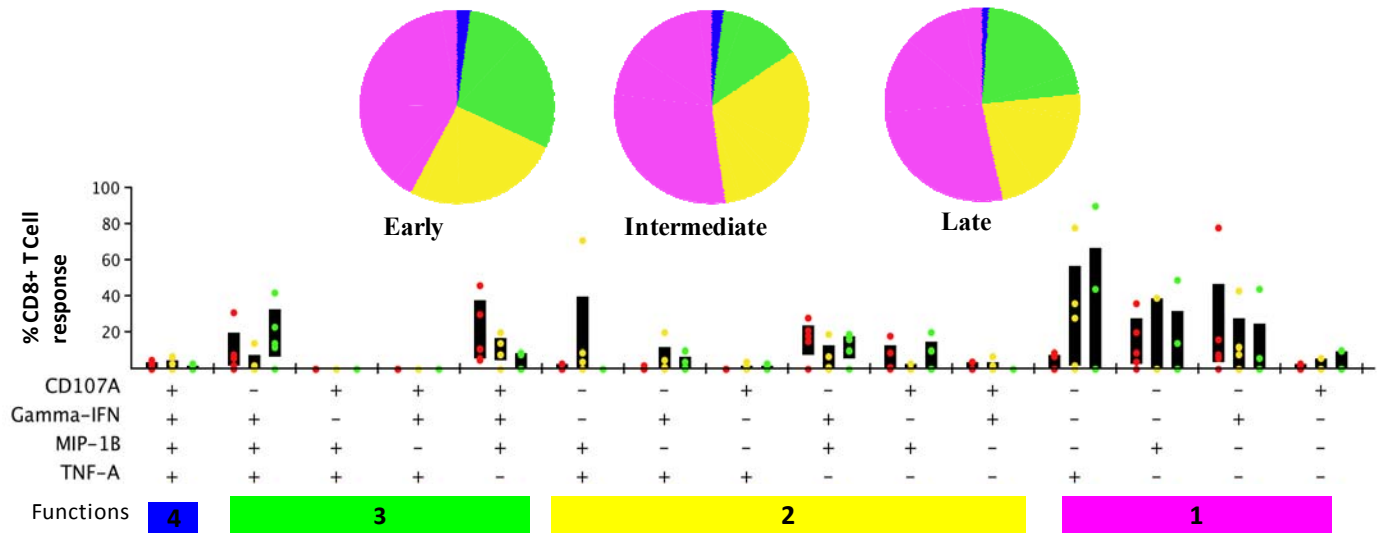 Early
Intermediate
Late
%CD8+ T Cell
response
100
80
60
40
20
CD107A + − + + + − − + − + + − − − +
Gamma-IFN + + − + + − + − + − + − − + −
MIP-1B + + + − + + − − + + − − + − −
TNF-A + + + + − + + + − − − + − − −
Functions 4 3 2 1